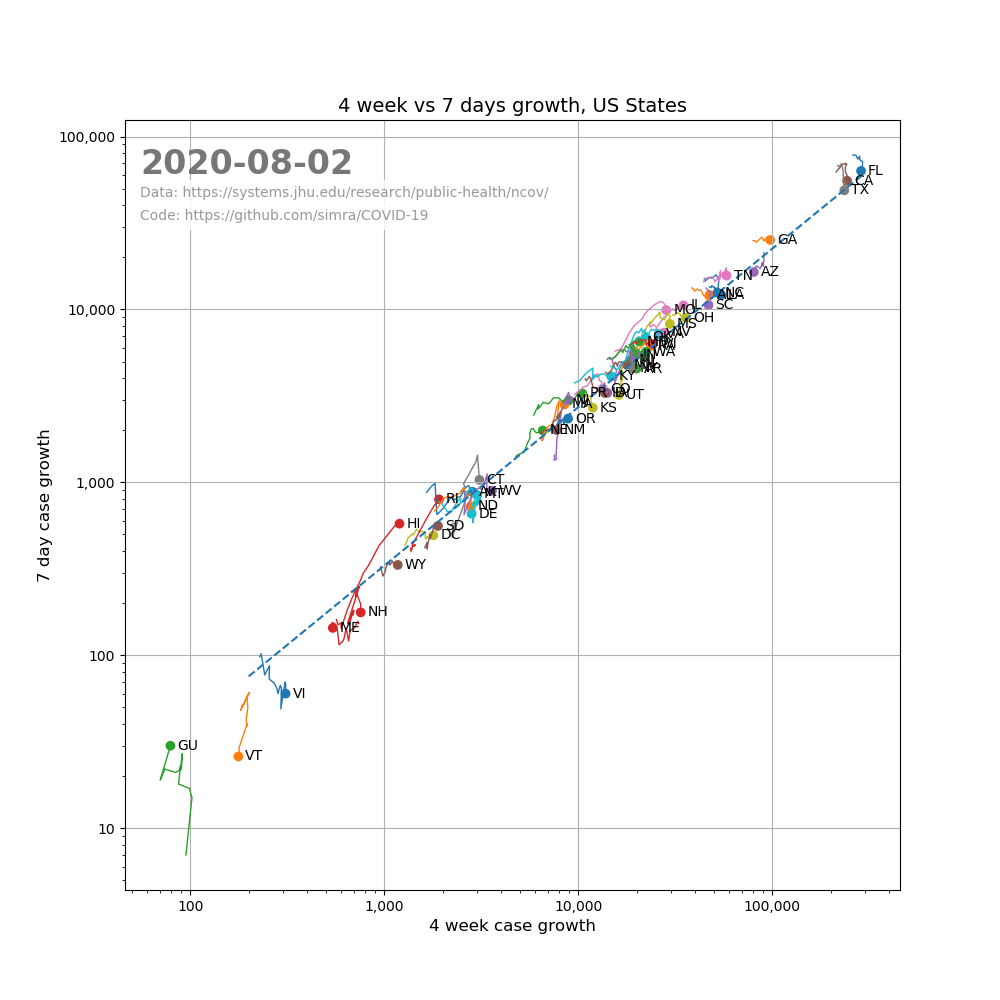 4 week vs 7 days growth, US States
2020-08-02
Data: https://systems.jhu.edu/research/public-health/ncov/
Code: https://github.com/simra/COVID-19
100,000
10,000
1,000
100
10
7 day case growth
FL
CA
TX
GA
TN
AZ
NC
SC
IL
MO
OH
MS
NV
WA
AR
KY
CO
UT
PR
KS
MA
OR
NE
NM
CT
WV
RI
ND
DE
HI
SD
DC
WY
NH
ME
VI
GU
VT
100
1,000
10,000
100,000
4 week case growth